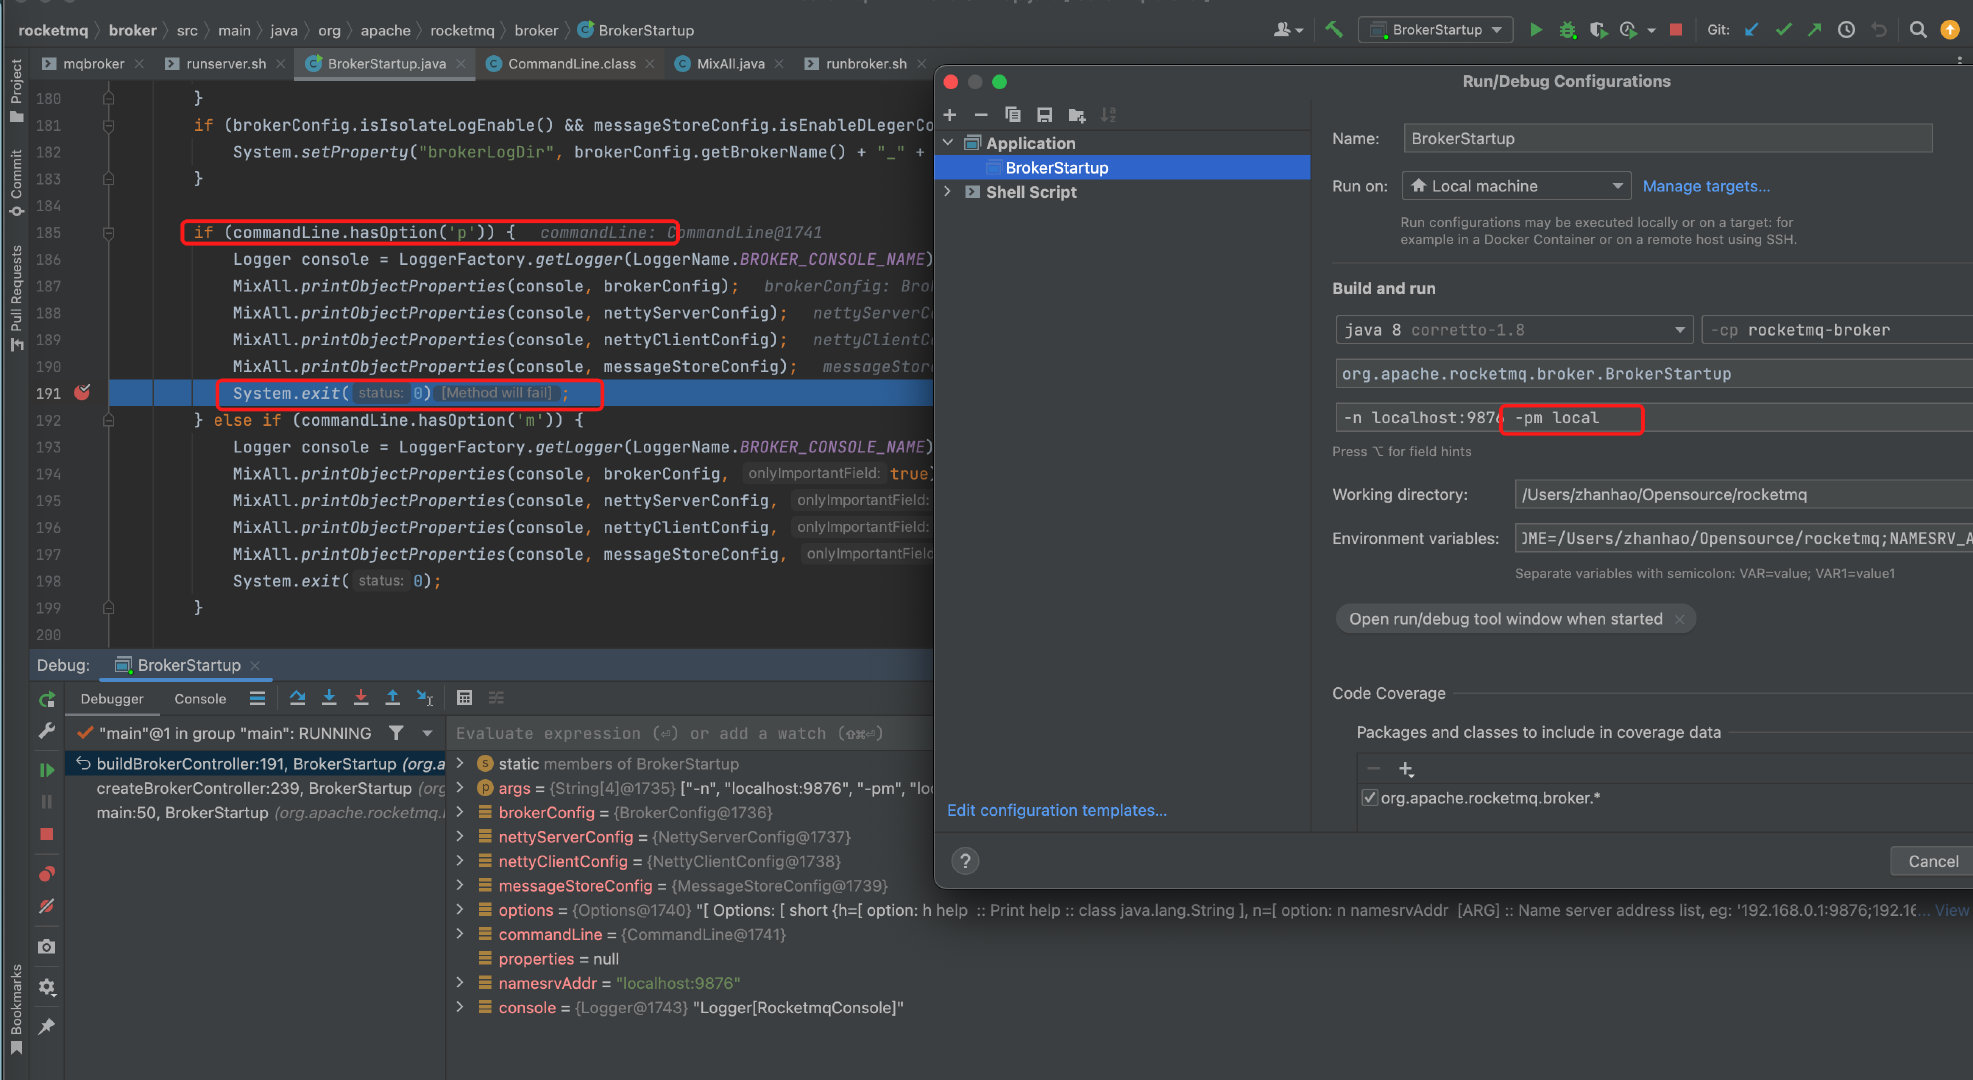 rocketmq broker src main java org apache rocketmq broker BrokerStartup
BrokerStartup Git:
mqbroker runserver.sh BrokerStartup.java CommandLine.class MixAll.java runbroker.sh
Project
Commit
Pull Requests
Bookmarks
180 }
181 if (brokerConfig.isIsolateLogEnable() && messageStoreConfig.isEnableDLegerCo
182 System.setProperty("brokerLogDir", brokerConfig.getBrokerName() + "_" +
183 }
184
185 if (commandLine.hasOption('p')) { commandLine: CommandLine@1741
186 Logger console = LoggerFactory.getLogger(LoggerName.BROKER_CONSOLE_NAME)
187 MixAll.printObjectProperties(console, brokerConfig); brokerConfig: Bro
188 MixAll.printObjectProperties(console, nettyServerConfig); nettyServerC
189 MixAll.printObjectProperties(console, nettyClientConfig); nettyClientC
190 MixAll.printObjectProperties(console, messageStoreConfig); messageStor
191 System.exit( status: 0) [Method will fail] ;
192 } else if (commandLine.hasOption('m')) {
193 Logger console = LoggerFactory.getLogger(LoggerName.BROKER_CONSOLE_NAME)
194 MixAll.printObjectProperties(console, brokerConfig, onlyImportantField: true)
195 MixAll.printObjectProperties(console, nettyServerConfig, onlyImportantField:
196 MixAll.printObjectProperties(console, nettyClientConfig, onlyImportantField:
197 MixAll.printObjectProperties(console, messageStoreConfig, onlyImportantField
198 System.exit( status: 0);
199 }
200
Debug: BrokerStartup
Debugger Console
"main"@1 in group "main": RUNNING
buildBrokerController:191, BrokerStartup (org.a
createBrokerController:239, BrokerStartup (org
main:50, BrokerStartup (org.apache.rocketmq.
Evaluate expression (⏎) or add a watch (⇧⌘⏎)
static members of BrokerStartup
args = {String[4]@1735} ["-n", "localhost:9876", "-pm", "loc
brokerConfig = {BrokerConfig@1736}
nettyServerConfig = {NettyServerConfig@1737}
nettyClientConfig = {NettyClientConfig@1738}
messageStoreConfig = {MessageStoreConfig@1739}
options = {Options@1740} "[ Options: [ short {h=[ option: h help :: Print help :: class java.lang.String ], n=[ option: n namesrvAddr [ARG] :: Name server address list, eg: '192.168.0.1:9876;192.16... View
commandLine = {CommandLine@1741}
properties = null
namesrvAddr = "localhost:9876"
console = {Logger@1743} "Logger[RocketmqConsole]"
Run/Debug Configurations
Application
BrokerStartup
Shell Script
Edit configuration templates...
?
Name: BrokerStartup
Run on: Local machine Manage targets...
Run configurations may be executed locally or on a target: for
example in a Docker Container or on a remote host using SSH.
Build and run
java 8 corretto-1.8 -cp rocketmq-broker
org.apache.rocketmq.broker.BrokerStartup
-n localhost:9876 -pm local
Press ⌥ for field hints
Working directory: /Users/zhanhao/Opensource/rocketmq
Environment variables: OME=/Users/zhanhao/Opensource/rocketmq;NAMESRV_A
Separate variables with semicolon: VAR=value; VAR1=value1
Open run/debug tool window when started
Code Coverage
Packages and classes to include in coverage data
org.apache.rocketmq.broker.*
Cancel